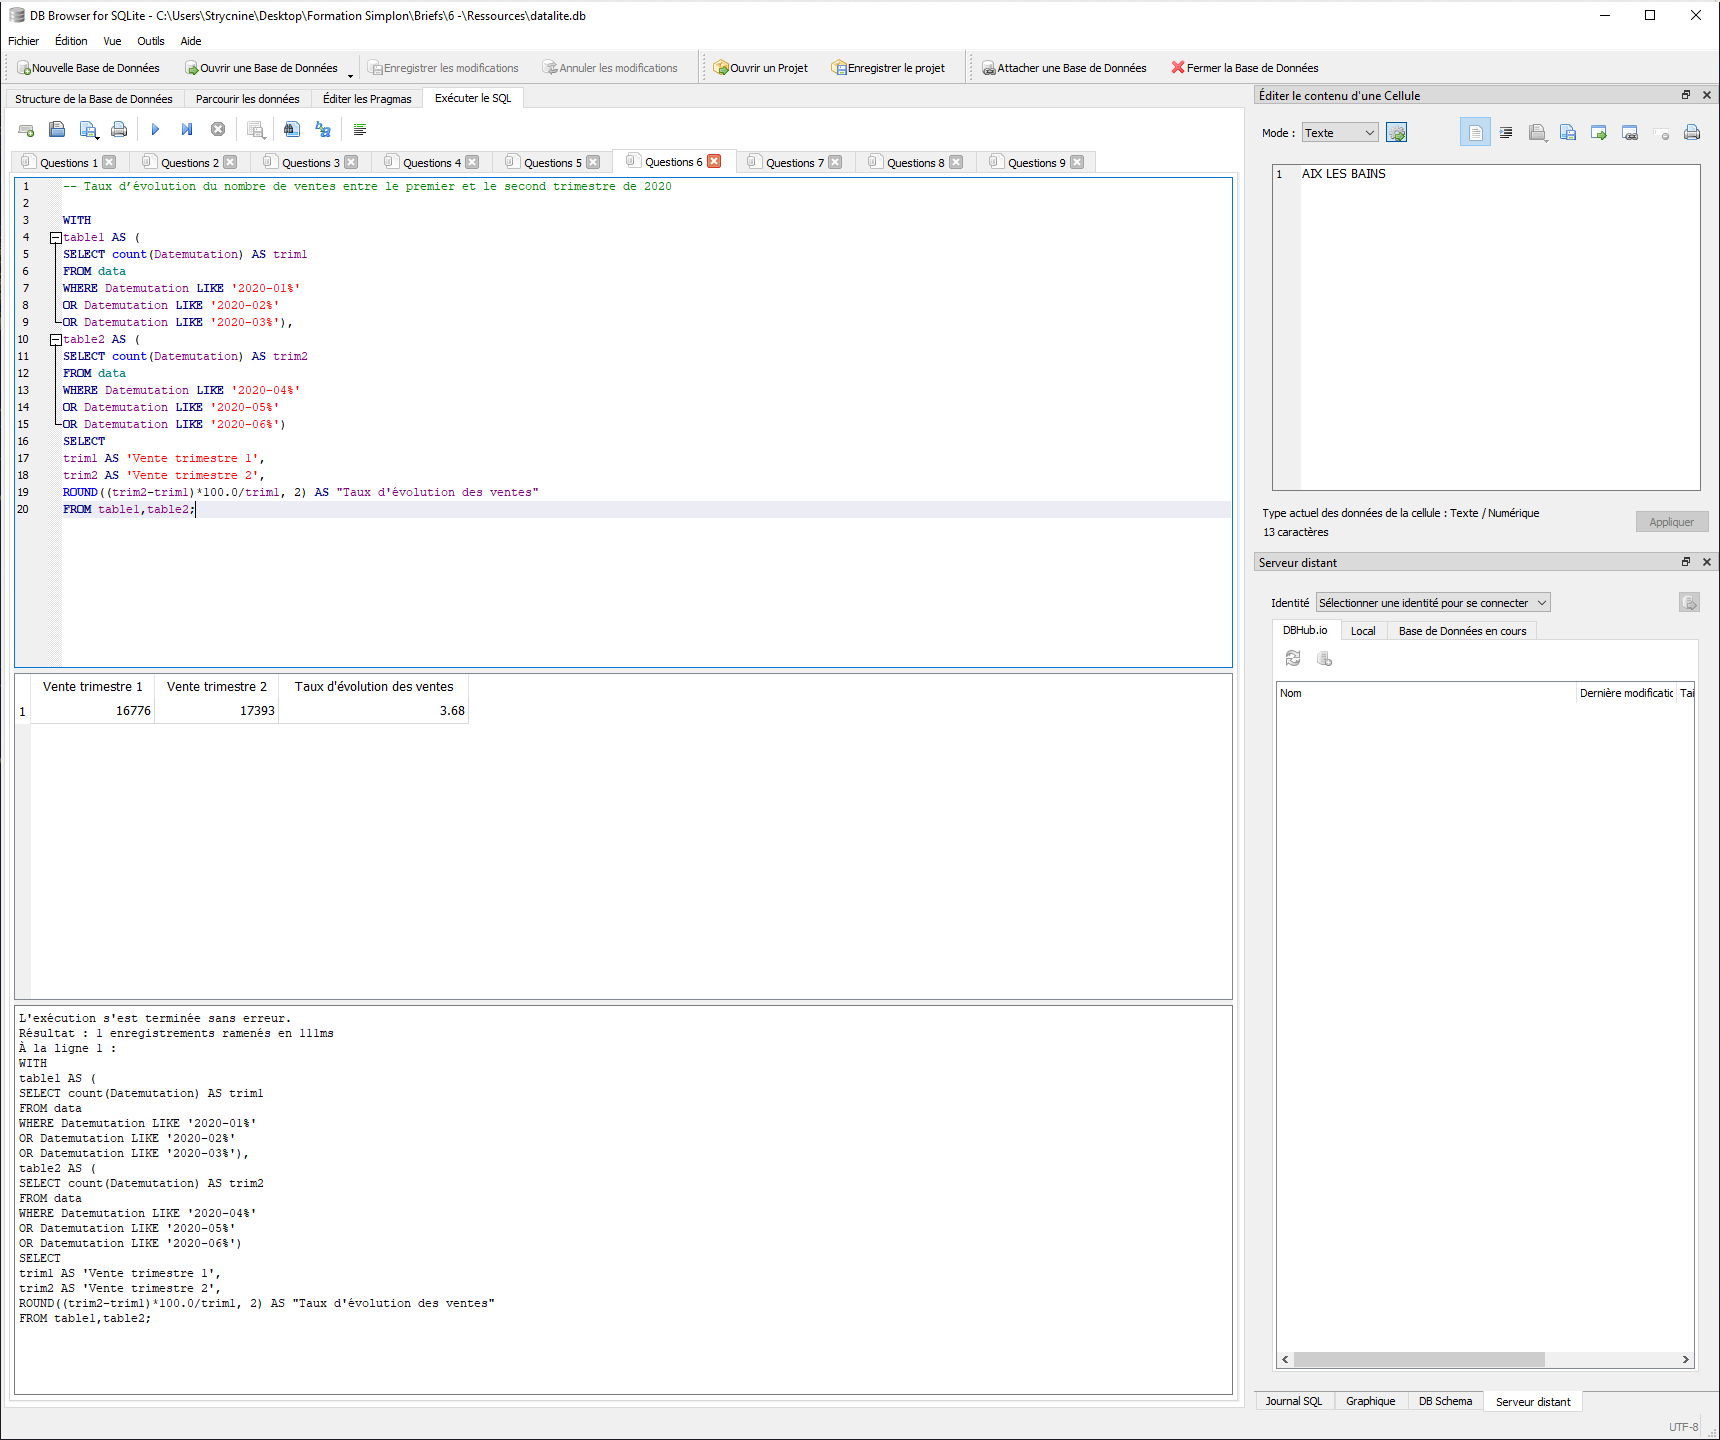 DB Browser for SQLite - C:\Users\Strycnine\Desktop\Formation Simplon\Briefs\6 -\Ressources\datalite.db
Fichier Édition Vue Outils Aide
Nouvelle Base de Données Ouvrir une Base de Données Enregistrer les modifications Annuler les modifications Ouvrir un Projet Enregistrer le projet Attacher une Base de Données Fermer la Base de Données
Structure de la Base de Données Parcourir les données Éditer les Pragmas Exécuter le SQL
Questions 1 Questions 2 Questions 3 Questions 4 Questions 5 Questions 6 Questions 7 Questions 8 Questions 9
1 -- Taux d’évolution du nombre de ventes entre le premier et le second trimestre de 2020
2
3 WITH
4 table1 AS (
5 SELECT count(Datemutation) AS trim1
6 FROM data
7 WHERE Datemutation LIKE '2020-01%'
8 OR Datemutation LIKE '2020-02%'
9 OR Datemutation LIKE '2020-03%'),
10 table2 AS (
11 SELECT count(Datemutation) AS trim2
12 FROM data
13 WHERE Datemutation LIKE '2020-04%'
14 OR Datemutation LIKE '2020-05%'
15 OR Datemutation LIKE '2020-06%')
16 SELECT
17 trim1 AS 'Vente trimestre 1',
18 trim2 AS 'Vente trimestre 2',
19 ROUND((trim2-trim1)*100.0/trim1, 2) AS "Taux d'évolution des ventes"
20 FROM table1,table2;
Vente trimestre 1 Vente trimestre 2 Taux d'évolution des ventes
1 16776 17393 3.68
L'exécution s'est terminée sans erreur.
Résultat : 1 enregistrements ramenés en 111ms
À la ligne 1 :
WITH
table1 AS (
SELECT count(Datemutation) AS trim1
FROM data
WHERE Datemutation LIKE '2020-01%'
OR Datemutation LIKE '2020-02%'
OR Datemutation LIKE '2020-03%'),
table2 AS (
SELECT count(Datemutation) AS trim2
FROM data
WHERE Datemutation LIKE '2020-04%'
OR Datemutation LIKE '2020-05%'
OR Datemutation LIKE '2020-06%')
SELECT
trim1 AS 'Vente trimestre 1',
trim2 AS 'Vente trimestre 2',
ROUND((trim2-trim1)*100.0/trim1, 2) AS "Taux d'évolution des ventes"
FROM table1,table2;
Éditer le contenu d'une Cellule
Mode : Texte
1 AIX LES BAINS
Type actuel des données de la cellule : Texte / Numérique
13 caractères
Appliquer
Serveur distant
Identité Sélectionner une identité pour se connecter
DBHub.io Local Base de Données en cours
Nom Dernière modificatic Tai
Journal SQL Graphique DB Schema Serveur distant
UTF-8